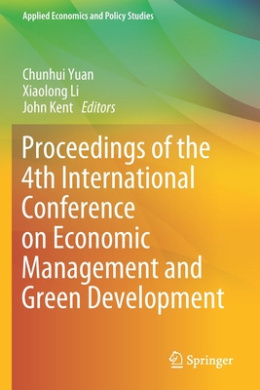 Applied Economics and Policy Studies
Chunhui Yuan
Xiaolong Li
John Kent Editors
Proceedings of the
4th International
Conference
on Economic
Management and
Green Development
Springer